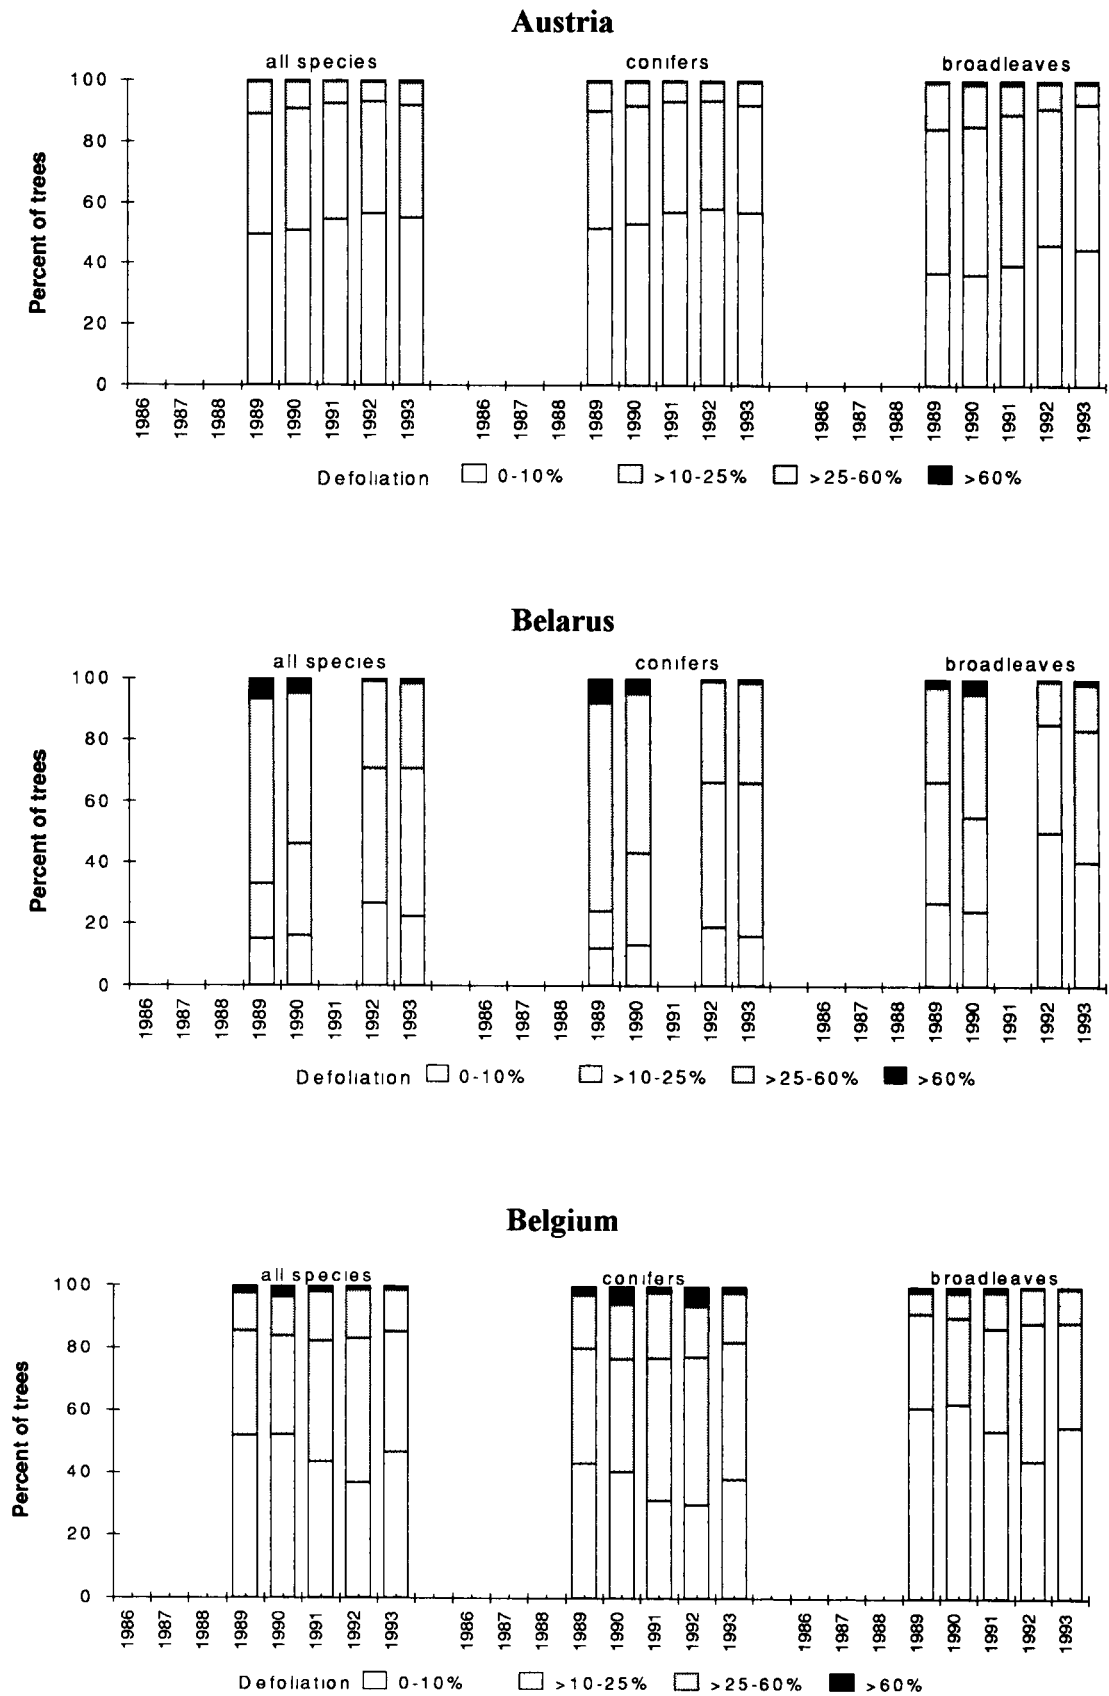 Austria
all species conifers broadleaves
Percent of trees
100
80
60
40
20
0
1986 1987 1988 1989 1990 1991 1992 1993 1986 1987 1988 1989 1990 1991 1992 1993 1986 1987 1988 1989 1990 1991 1992 1993
Defoliation 0-10% >10-25% >25-60% >60%
Belarus
all species conifers broadleaves
Percent of trees
100
80
60
40
20
0
1986 1987 1988 1989 1990 1991 1992 1993 1986 1987 1988 1989 1990 1991 1992 1993 1986 1987 1988 1989 1990 1991 1992 1993
Defoliation 0-10% >10-25% >25-60% >60%
Belgium
all species conifers broadleaves
Percent of trees
100
80
60
40
20
0
1986 1987 1988 1989 1990 1991 1992 1993 1986 1987 1988 1989 1990 1991 1992 1993 1986 1987 1988 1989 1990 1991 1992 1993
Defoliation 0-10% >10-25% >25-60% >60%